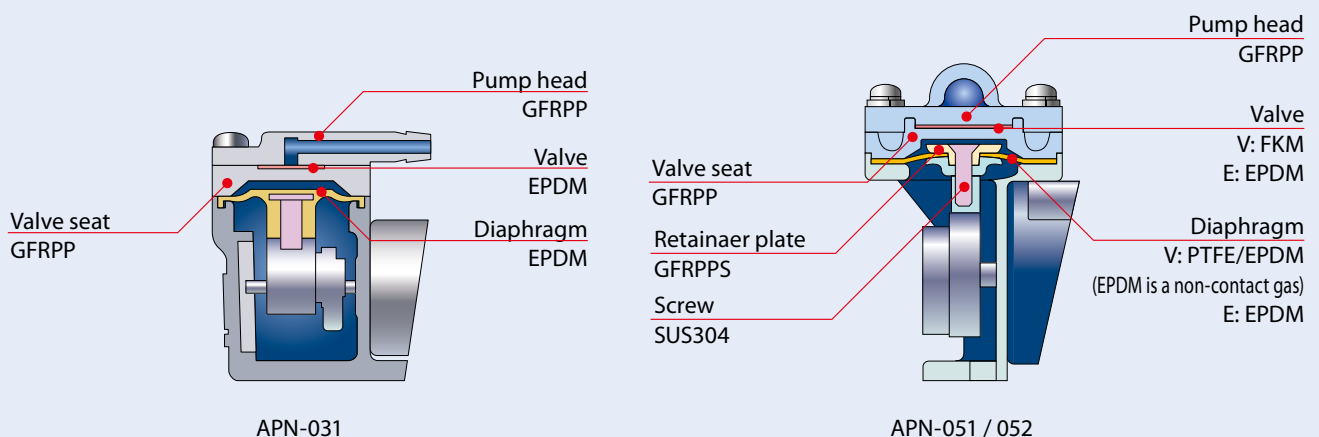 Pump head
GFRPP
Valve
EPDM
Valve seat
GFRPP
Diaphragm
EPDM
APN-031
Pump head
GFRPP
Valve
V: FKM
E: EPDM
Valve seat
GFRPP
Retainaer plate
GFRPPS
Screw
SUS304
Diaphragm
V: PTFE/EPDM
(EPDM is a non-contact gas)
E: EPDM
APN-051 / 052